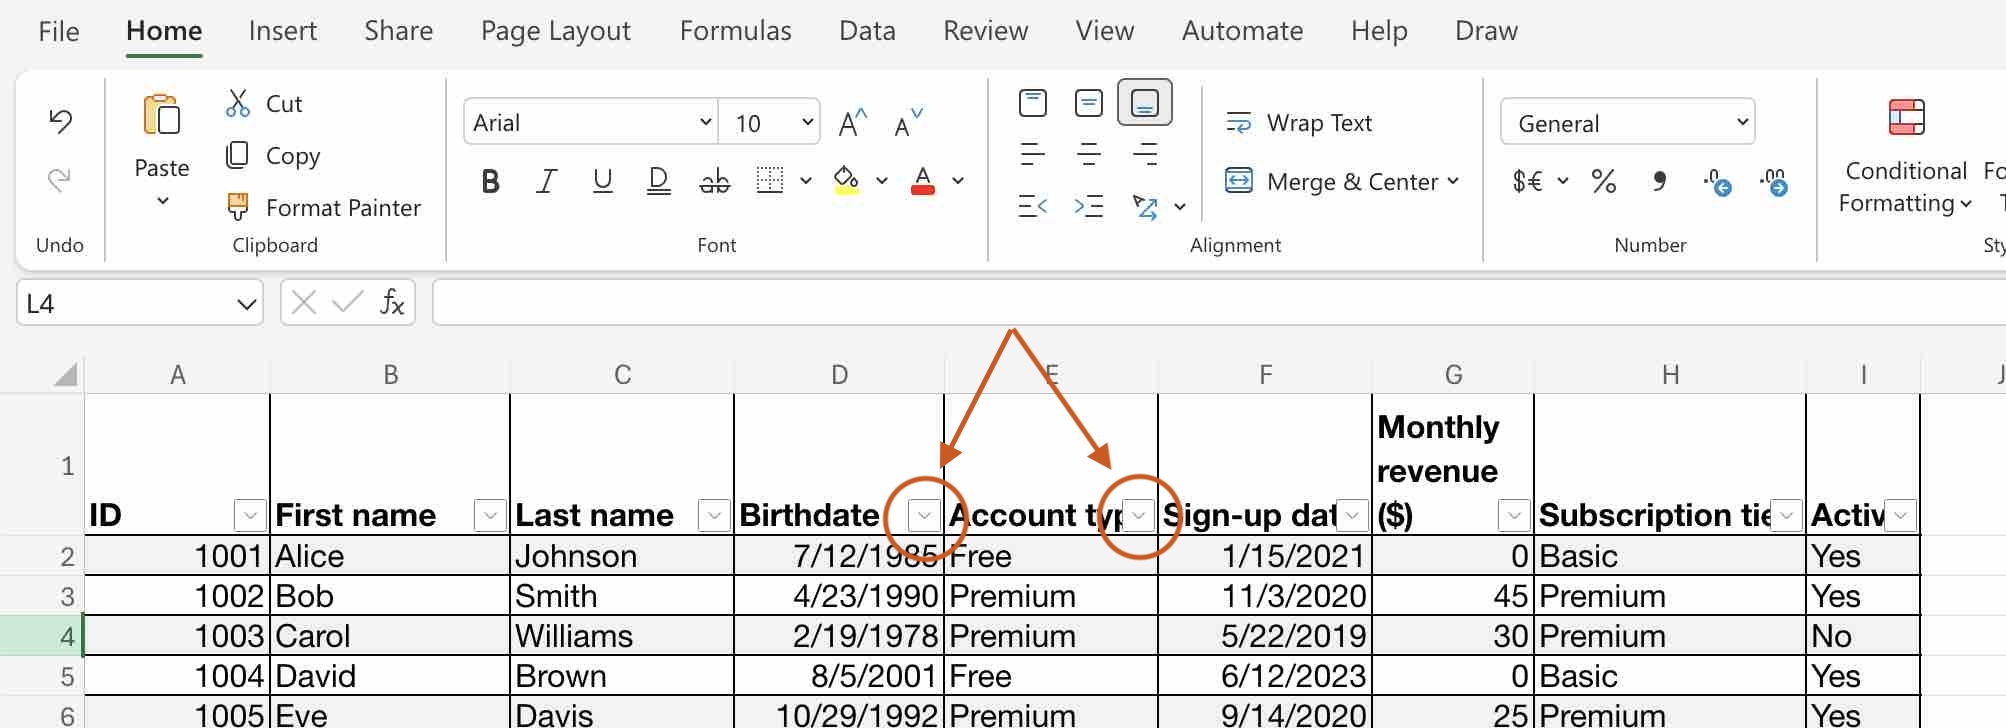 File Home Insert Share Page Layout Formulas Data Review View Automate Help Draw
Undo
Paste
Cut
Copy
Format Painter
Clipboard
Arial 10 A A
B I U D ab A
Font
Wrap Text
Merge & Center
Alignment
General
$€ % , .0 .00
Number
Conditional
Formatting
L4 fx
A B C D E F G H I J
1 ID First name Last name Birthdate Account typ Sign-up dat Monthly
revenue
($) Subscription tie Activ
2 1001 Alice Johnson 7/12/1985 Free 1/15/2021 0 Basic Yes
3 1002 Bob Smith 4/23/1990 Premium 11/3/2020 45 Premium Yes
4 1003 Carol Williams 2/19/1978 Premium 5/22/2019 30 Premium No
5 1004 David Brown 8/5/2001 Free 6/12/2023 0 Basic Yes
6 1005 Eve Davis 10/29/1992 Premium 9/14/2020 25 Premium Yes